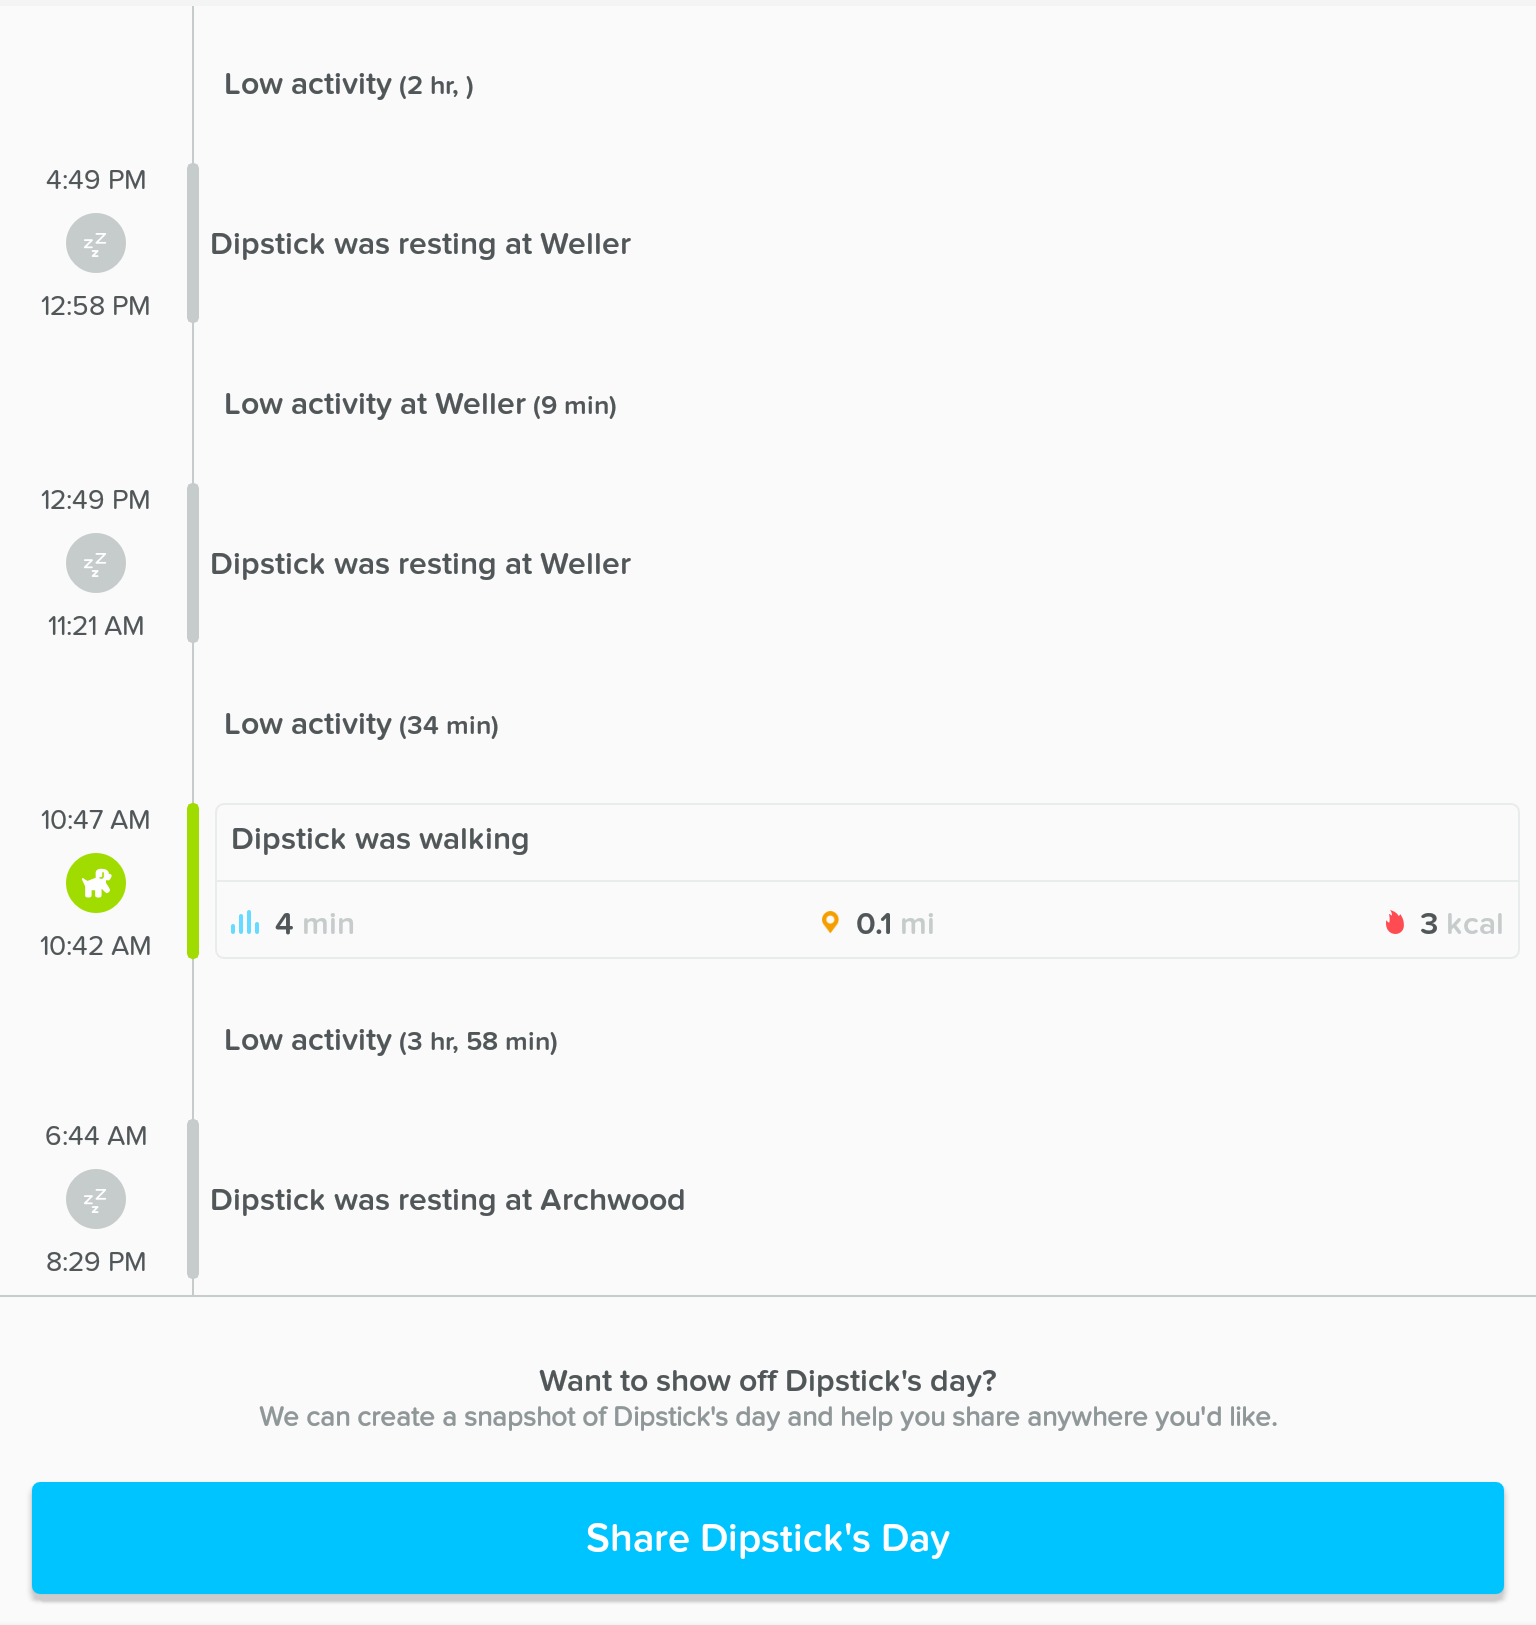 Low activity (2 hr, )
4:49 PM
Dipstick was resting at Weller
12:58 PM
Low activity at Weller (9 min)
12:49 PM
Dipstick was resting at Weller
11:21 AM
Low activity (34 min)
10:47 AM
Dipstick was walking
4 min 0.1 mi 3 kcal
10:42 AM
Low activity (3 hr, 58 min)
6:44 AM
Dipstick was resting at Archwood
8:29 PM
Want to show off Dipstick's day?
We can create a snapshot of Dipstick's day and help you share anywhere you'd like.
Share Dipstick's Day